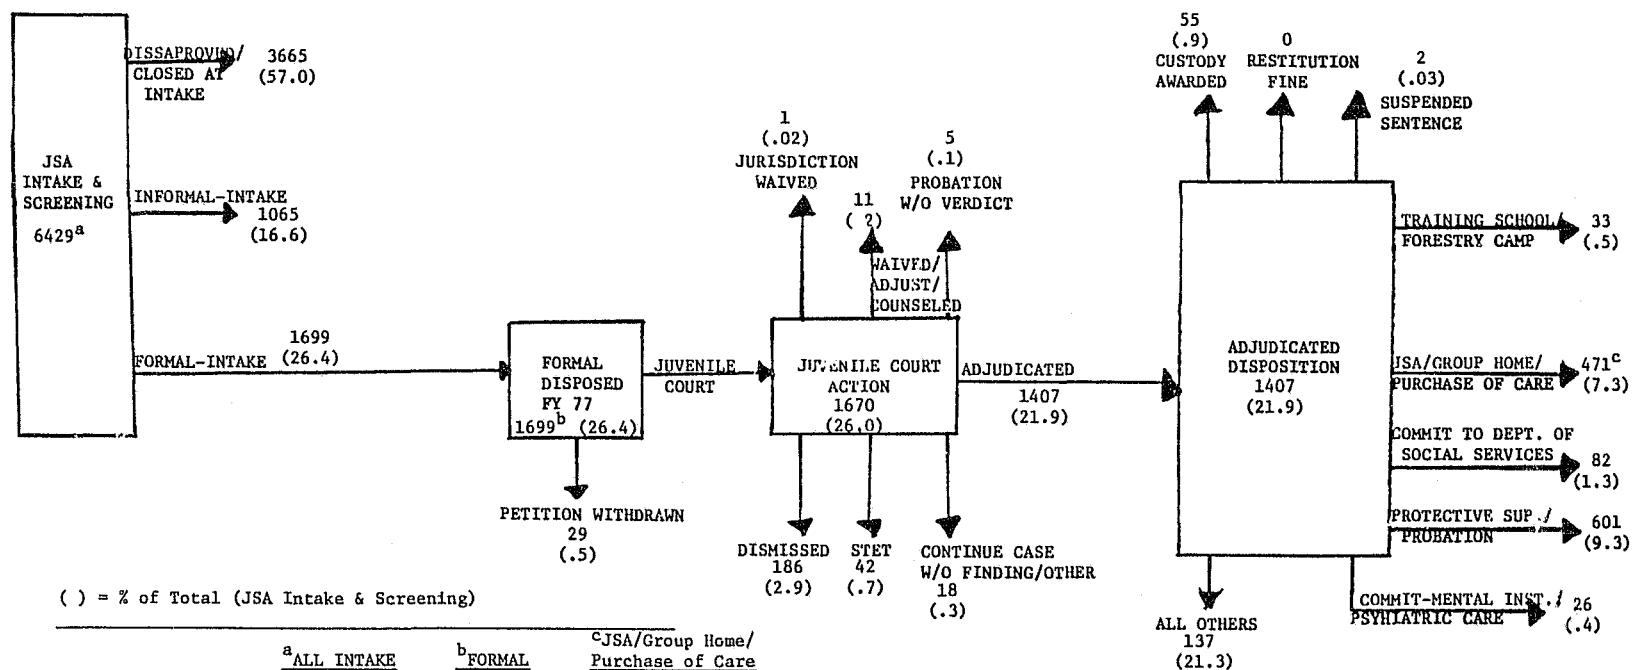 DISSAPROVED/
CLOSED AT
INTAKE
3665
(57.0)
JSA
INTAKE &
SCREENING
6429a
INFORMAL-INTAKE
1065
(16.6)
FORMAL-INTAKE
1699
(26.4)
FORMAL
DISPOSED
FY 77
1699b (26.4)
PETITION WITHDRAWN
29
(.5)
JUVENILE
COURT
1
(.02)
JURISDICTION
WAIVED
11
( 2)
WAIVED/
ADJUST/
COUNSELED
5
(.1)
PROBATION
W/O VERDICT
JUVENILE COURT
ACTION
1670
(26.0)
DISMISSED
186
(2.9)
STET
42
(.7)
CONTINUE CASE
W/O FINDING/OTHER
18
(.3)
ADJUDICATED
1407
(21.9)
55
(.9)
CUSTODY
AWARDED
0
RESTITUTION
FINE
2
(.03)
SUSPENDED
SENTENCE
ADJUDICATED
DISPOSITION
1407
(21.9)
TRAINING SCHOOL/
FORESTRY CAMP
33
(.5)
JSA/GROUP HOME/
PURCHASE OF CARE
471c
(7.3)
COMMIT TO DEPT. OF
SOCIAL SERVICES
82
(1.3)
PROTECTIVE SUP./
PROBATION
601
(9.3)
COMMIT-MENTAL INST./
PSYHIATRIC CARE
26
(.4)
ALL OTHERS
137
(21.3)
( ) = % of Total (JSA Intake & Screening)
aALL INTAKE
bFORMAL
cJSA/Group Home/
Purchase of Care